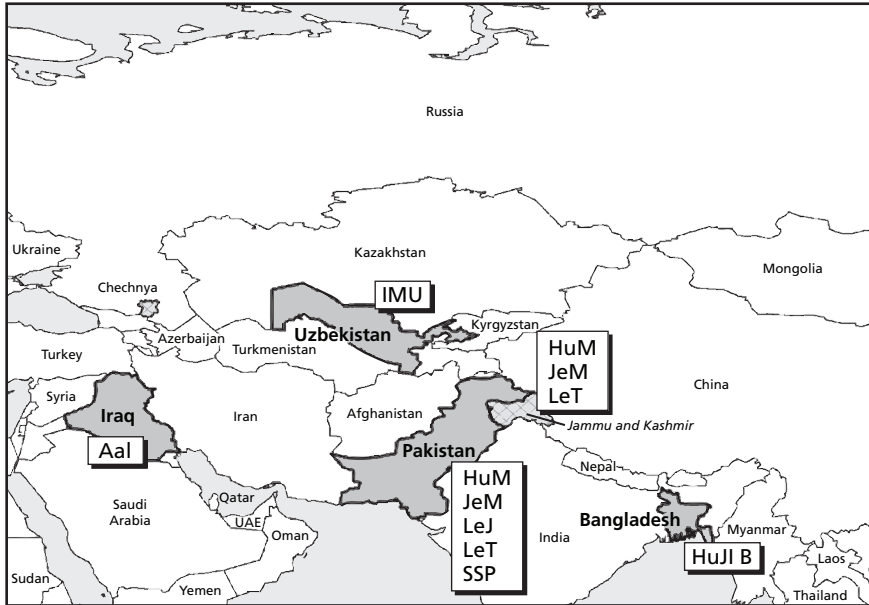 Russia
Ukraine
Kazakhstan
Mongolia
Chechnya
IMU
Uzbekistan
Kyrgyzstan
Azerbaijan
Turkmenistan
Turkey
HuM
JeM
LeT
China
Syria
Iraq
Iran
Afghanistan
Jammu and Kashmir
AaI
Pakistan
Nepal
HuM
JeM
LeJ
LeT
SSP
Qatar
Saudi
Arabia
UAE
Oman
India
Bangladesh
Myanmar
HuJI B
Laos
Sudan
Yemen
Thailand